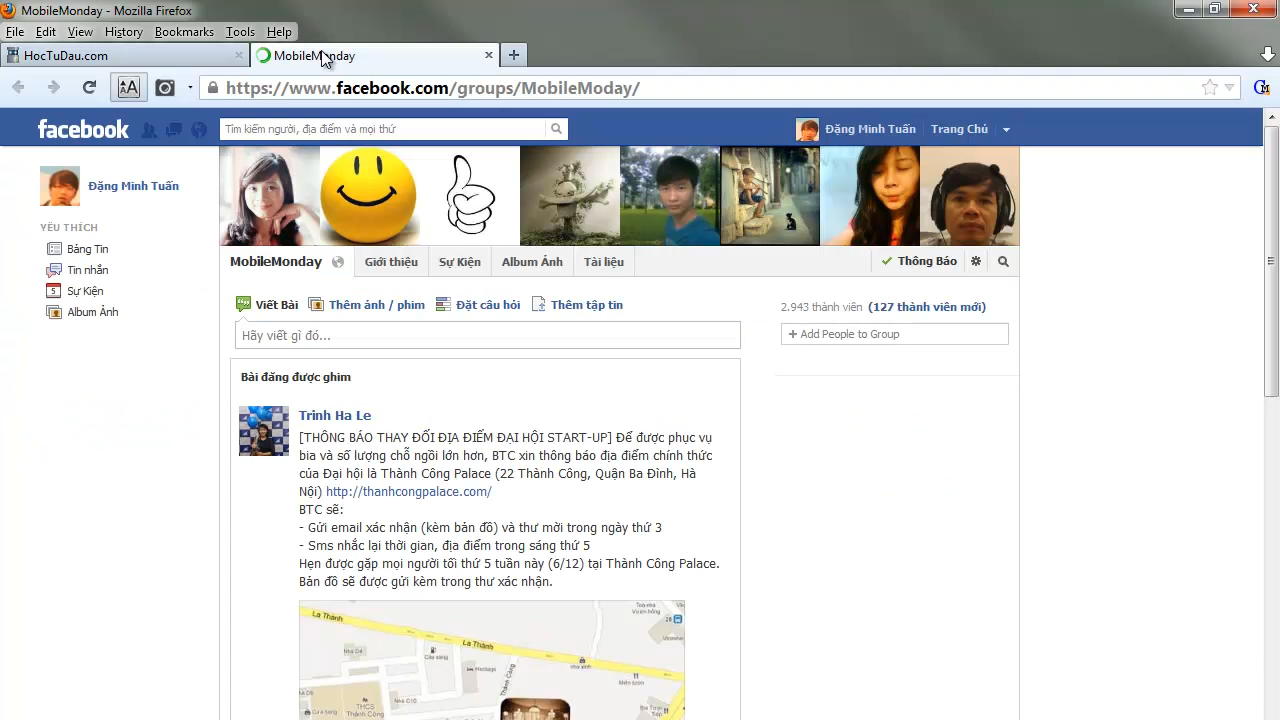 MobileMonday - Mozilla Firefox
File Edit View History Bookmarks Tools Help
HocTuDau.com
MobileMonday
https://www.facebook.com/groups/MobileModay/
facebook
Tìm kiếm người, địa điểm và mọi thứ
Đặng Minh Tuấn Trang Chủ
Đặng Minh Tuấn
YÊU THÍCH
Bảng Tin
Tin nhắn
5 Sự Kiện
Album Ảnh
MobileMonday Giới thiệu Sự Kiện Album Ảnh Tài liệu Thông Báo
Viết Bài Thêm ảnh / phim Đặt câu hỏi Thêm tập tin
Hãy viết gì đó...
2.943 thành viên (127 thành viên mới)
+ Add People to Group
Bài đăng được ghim
Trinh Ha Le
[THÔNG BÁO THAY ĐỔI ĐỊA ĐIỂM ĐẠI HỘI START-UP] Để được phục vụ
bia và số lượng chỗ ngồi lớn hơn, BTC xin thông báo địa điểm chính thức
của Đại hội là Thành Công Palace (22 Thành Công, Quận Ba Đình, Hà
Nội) http://thanhcongpalace.com/
BTC sẽ:
- Gửi email xác nhận (kèm bản đồ) và thư mời trong ngày thứ 3
- Sms nhắc lại thời gian, địa điểm trong sáng thứ 5
Hẹn được gặp mọi người tối thứ 5 tuần này (6/12) tại Thành Công Palace.
Bản đồ sẽ được gửi kèm trong thư xác nhận.
La Thành
La Thành
Thành Công
THCS
Thành Công
Nhà C10